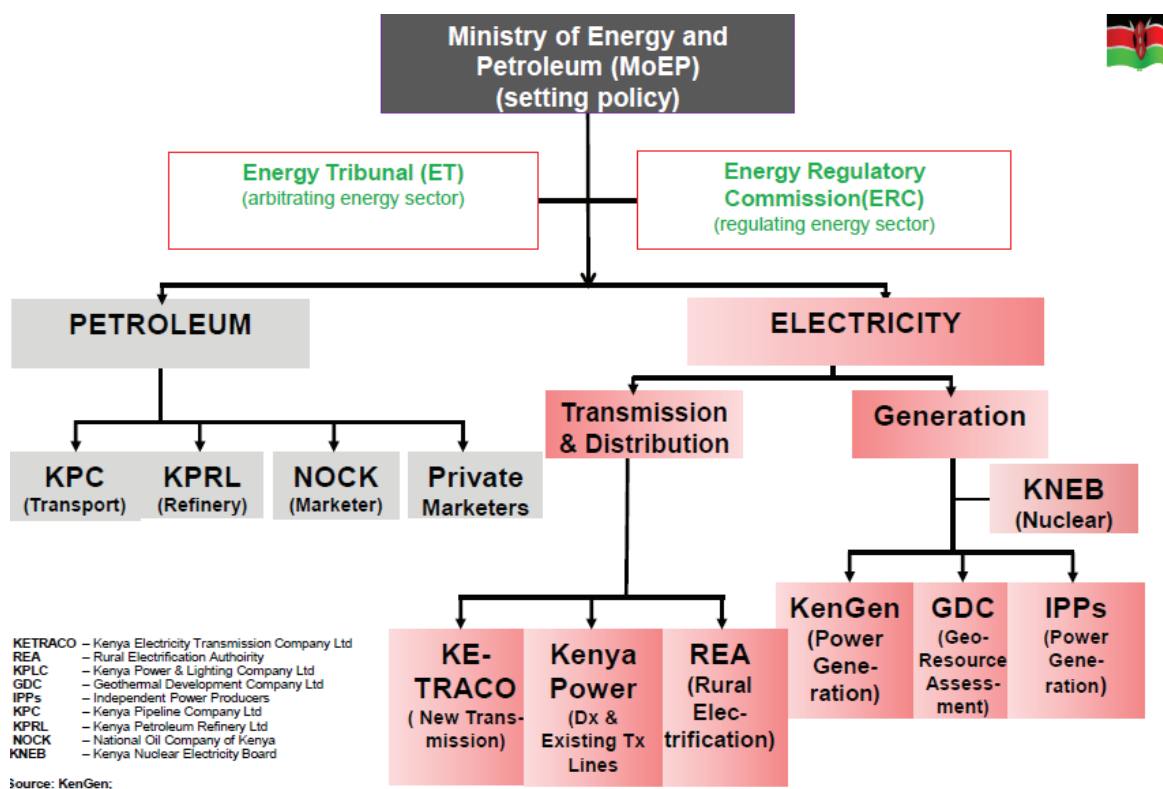 Ministry of Energy and
Petroleum (MoEP)
(setting policy)
Energy Tribunal (ET)
(arbitrating energy sector)
Energy Regulatory
Commission(ERC)
(regulating energy sector)
PETROLEUM
ELECTRICITY
Transmission
& Distribution
Generation
KPC
(Transport)
KPRL
(Refinery)
NOCK
(Marketer)
Private
Marketers
KNEB
(Nuclear)
KE-
TRACO
( New Trans-
mission)
Kenya
Power
(Dx &
Existing Tx
Lines
REA
(Rural
Elec-
trification)
KenGen
(Power
Gene-
ration)
GDC
(Geo-
Resource
Assess-
ment)
IPPs
(Power
Gene-
ration)
KETRACO – Kenya Electricity Transmission Company Ltd
REA – Rural Electrification Authoirity
KPLC – Kenya Power & Lighting Company Ltd
GDC – Geothermal Development Company Ltd
IPPs – Independent Power Producers
KPC – Kenya Pipeline Company Ltd
KPRL – Kenya Petroleum Refinery Ltd
NOCK – National Oil Company of Kenya
KNEB – Kenya Nuclear Electricity Board
Source: KenGen;